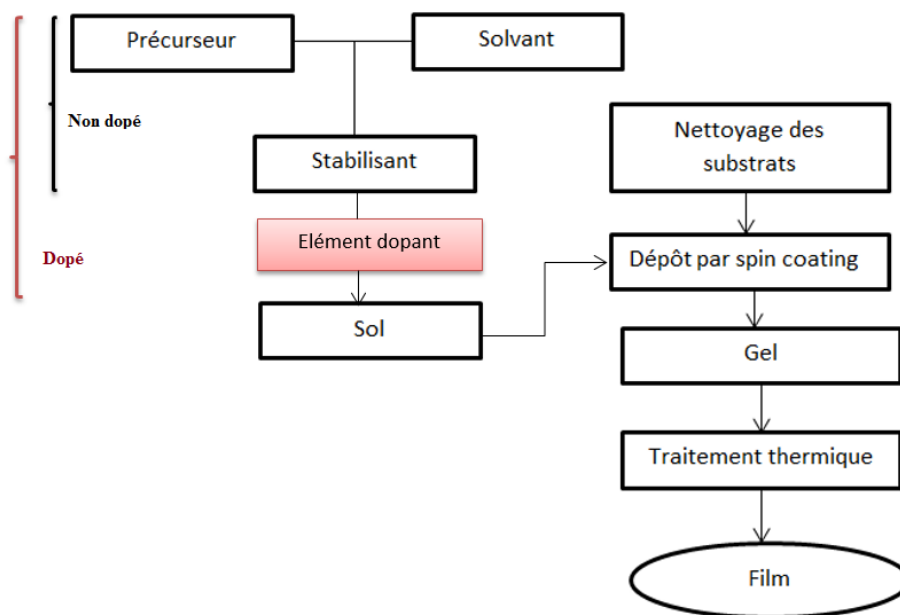 Précurseur
Solvant
Non dopé
Stabilisant
Nettoyage des
substrats
Elément dopant
Dopé
Dépôt par spin coating
Sol
Gel
Traitement thermique
Film